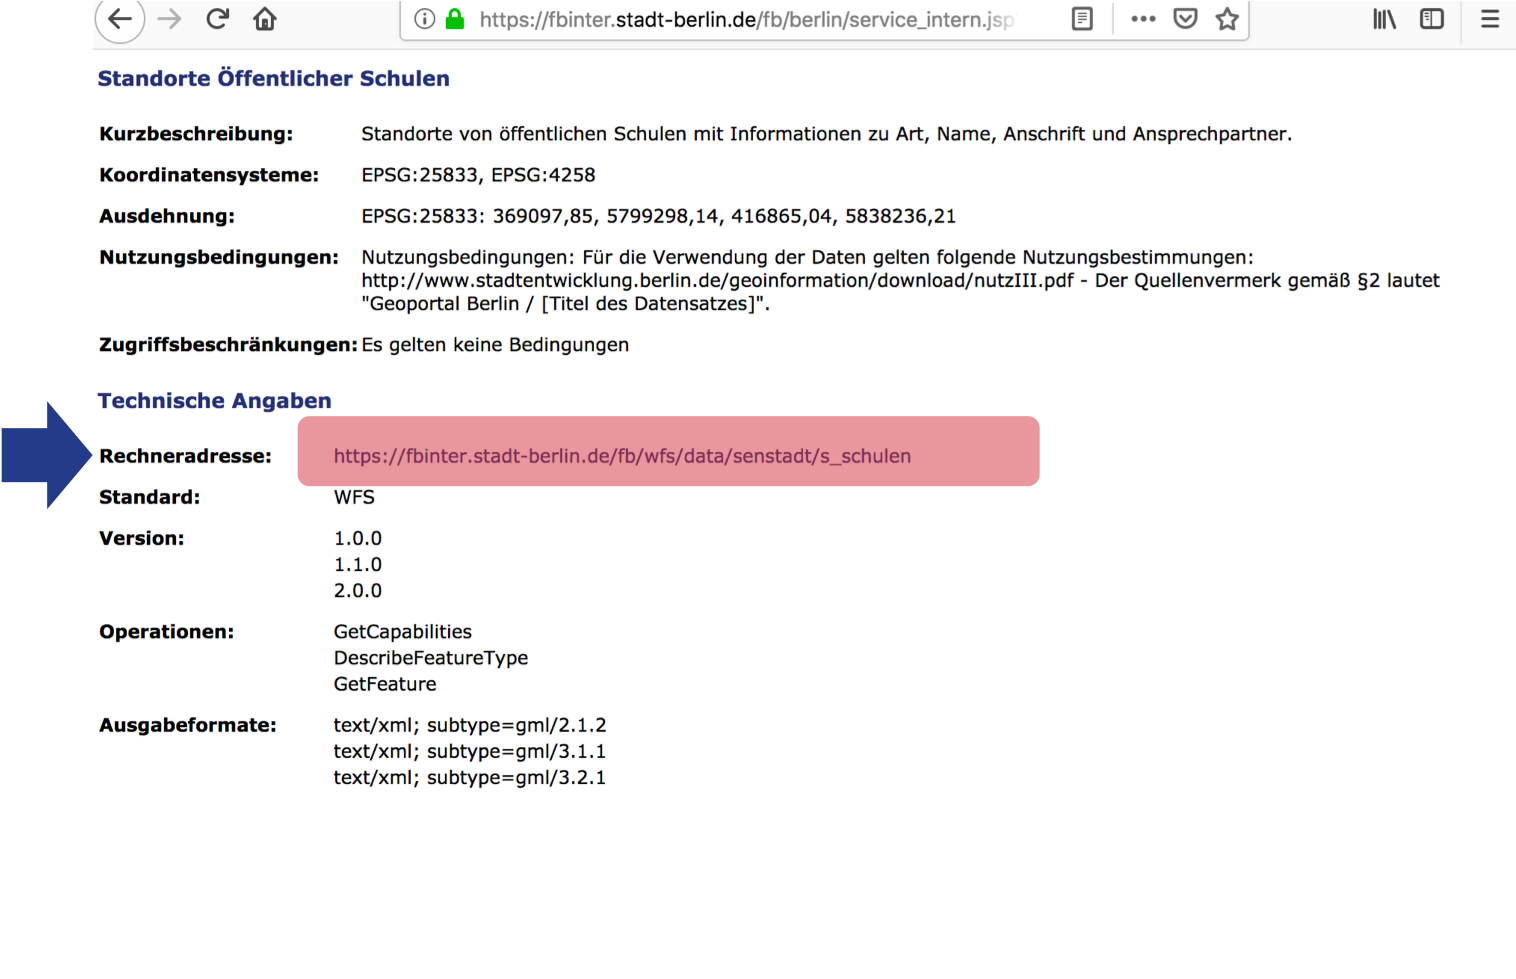 https://fbinter.stadt-berlin.de/fb/berlin/service_intern.jsp
Standorte Öffentlicher Schulen
Kurzbeschreibung: Standorte von öffentlichen Schulen mit Informationen zu Art, Name, Anschrift und Ansprechpartner.
Koordinatensysteme: EPSG:25833, EPSG:4258
Ausdehnung: EPSG:25833: 369097,85, 5799298,14, 416865,04, 5838236,21
Nutzungsbedingungen: Nutzungsbedingungen: Für die Verwendung der Daten gelten folgende Nutzungsbestimmungen:
http://www.stadtentwicklung.berlin.de/geoinformation/download/nutzIII.pdf - Der Quellenvermerk gemäß §2 lautet
"Geoportal Berlin / [Titel des Datensatzes]".
Zugriffsbeschränkungen: Es gelten keine Bedingungen
Technische Angaben
Rechneradresse: https://fbinter.stadt-berlin.de/fb/wfs/data/senstadt/s_schulen
Standard: WFS
Version: 1.0.0
1.1.0
2.0.0
Operationen: GetCapabilities
DescribeFeatureType
GetFeature
Ausgabeformate: text/xml; subtype=gml/2.1.2
text/xml; subtype=gml/3.1.1
text/xml; subtype=gml/3.2.1